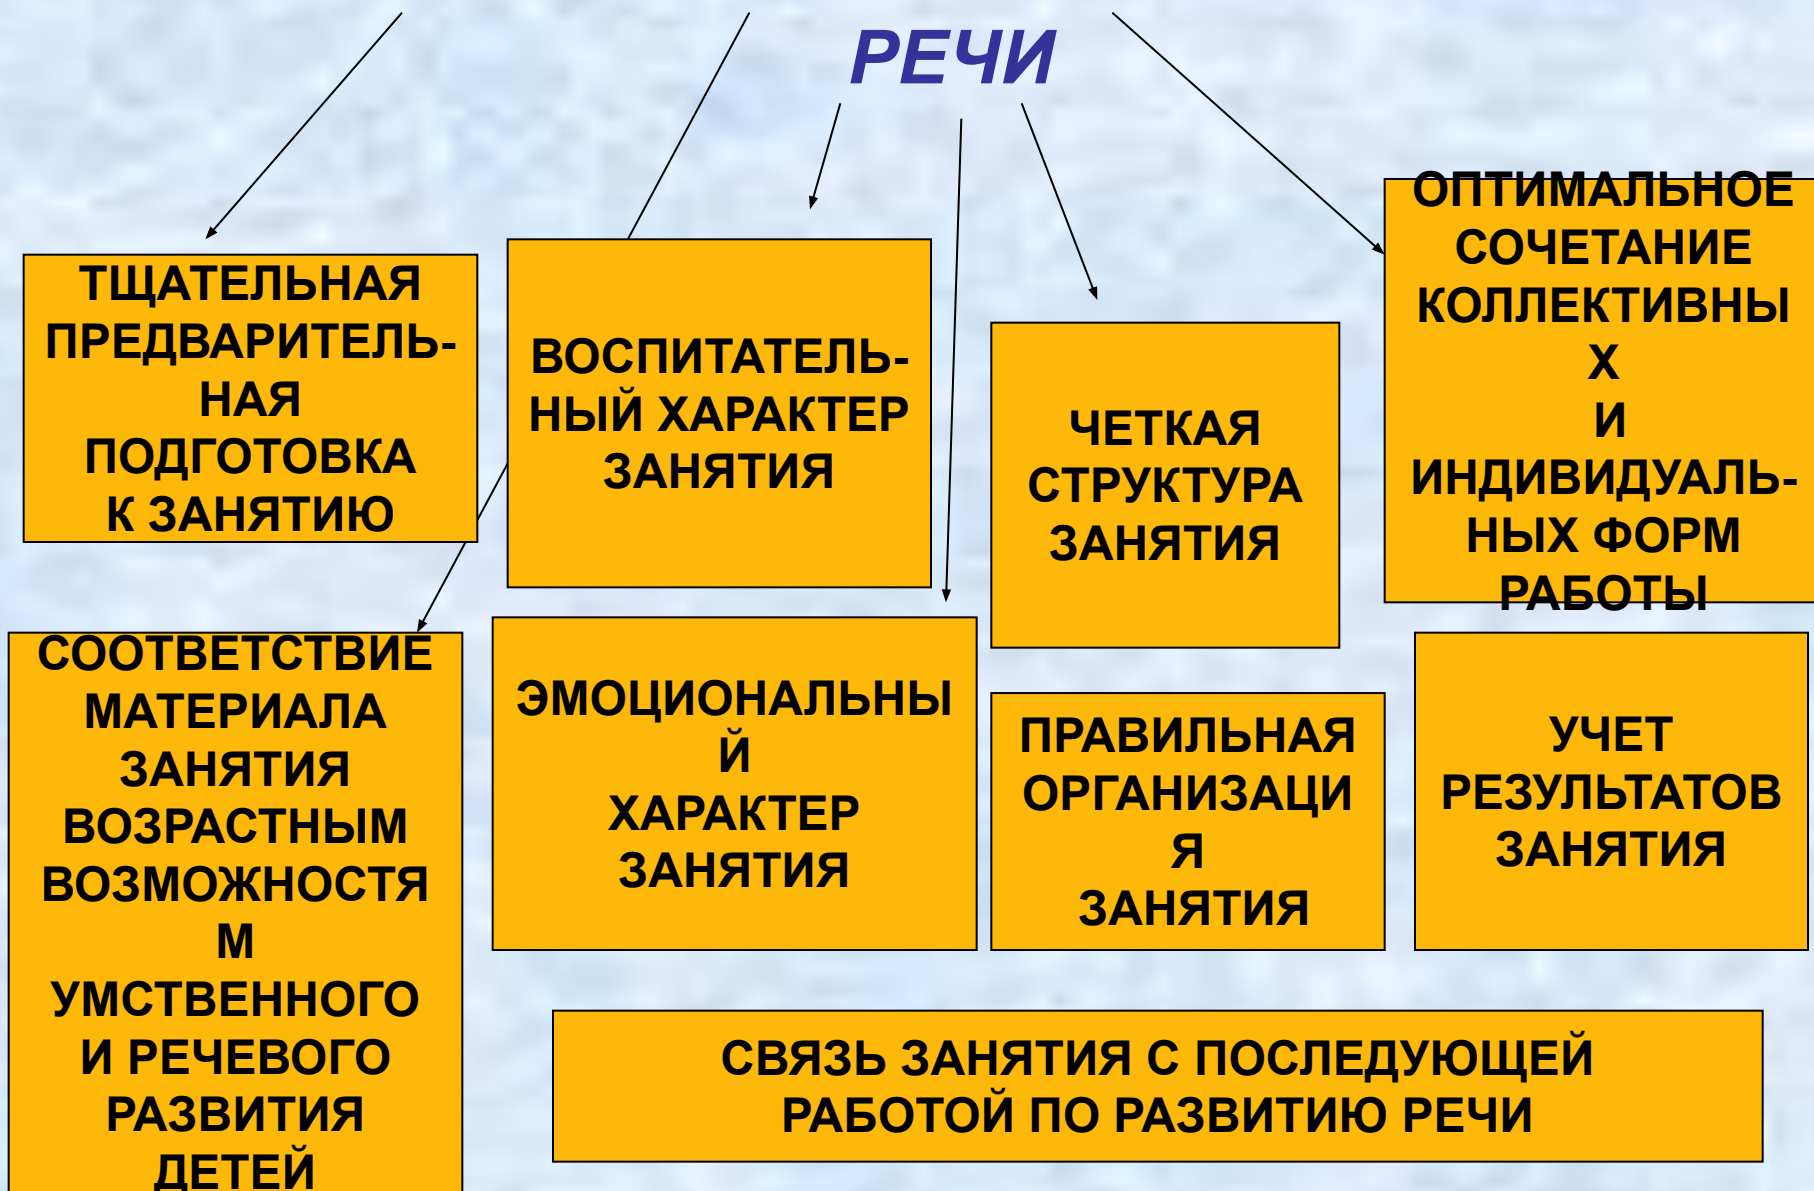 РЕЧИ
ТЩАТЕЛЬНАЯ
ПРЕДВАРИТЕЛЬ-
НАЯ
ПОДГОТОВКА
К ЗАНЯТИЮ
ВОСПИТАТЕЛЬ-
НЫЙ ХАРАКТЕР
ЗАНЯТИЯ
ЧЕТКАЯ
СТРУКТУРА
ЗАНЯТИЯ
ОПТИМАЛЬНОЕ
СОЧЕТАНИЕ
КОЛЛЕКТИВНЫ
Х
И
ИНДИВИДУАЛЬ-
НЫХ ФОРМ
РАБОТЫ
СООТВЕТСТВИЕ
МАТЕРИАЛА
ЗАНЯТИЯ
ВОЗРАСТНЫМ
ВОЗМОЖНОСТЯ
М
УМСТВЕННОГО
И РЕЧЕВОГО
РАЗВИТИЯ
ДЕТЕЙ
ЭМОЦИОНАЛЬНЫ
Й
ХАРАКТЕР
ЗАНЯТИЯ
ПРАВИЛЬНАЯ
ОРГАНИЗАЦИ
Я
ЗАНЯТИЯ
УЧЕТ
РЕЗУЛЬТАТОВ
ЗАНЯТИЯ
СВЯЗЬ ЗАНЯТИЯ С ПОСЛЕДУЮЩЕЙ
РАБОТОЙ ПО РАЗВИТИЮ РЕЧИ